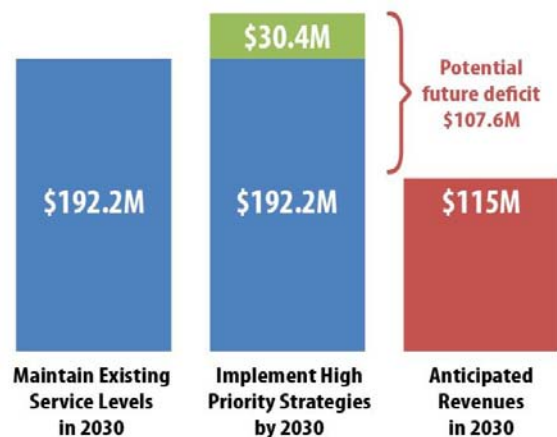 $30.4M
Potential
future deficit
$107.6M
$192.2M
$192.2M
$115M
Maintain Existing
Service Levels
in 2030
Implement High
Priority Strategies
by 2030
Anticipated
Revenues
in 2030